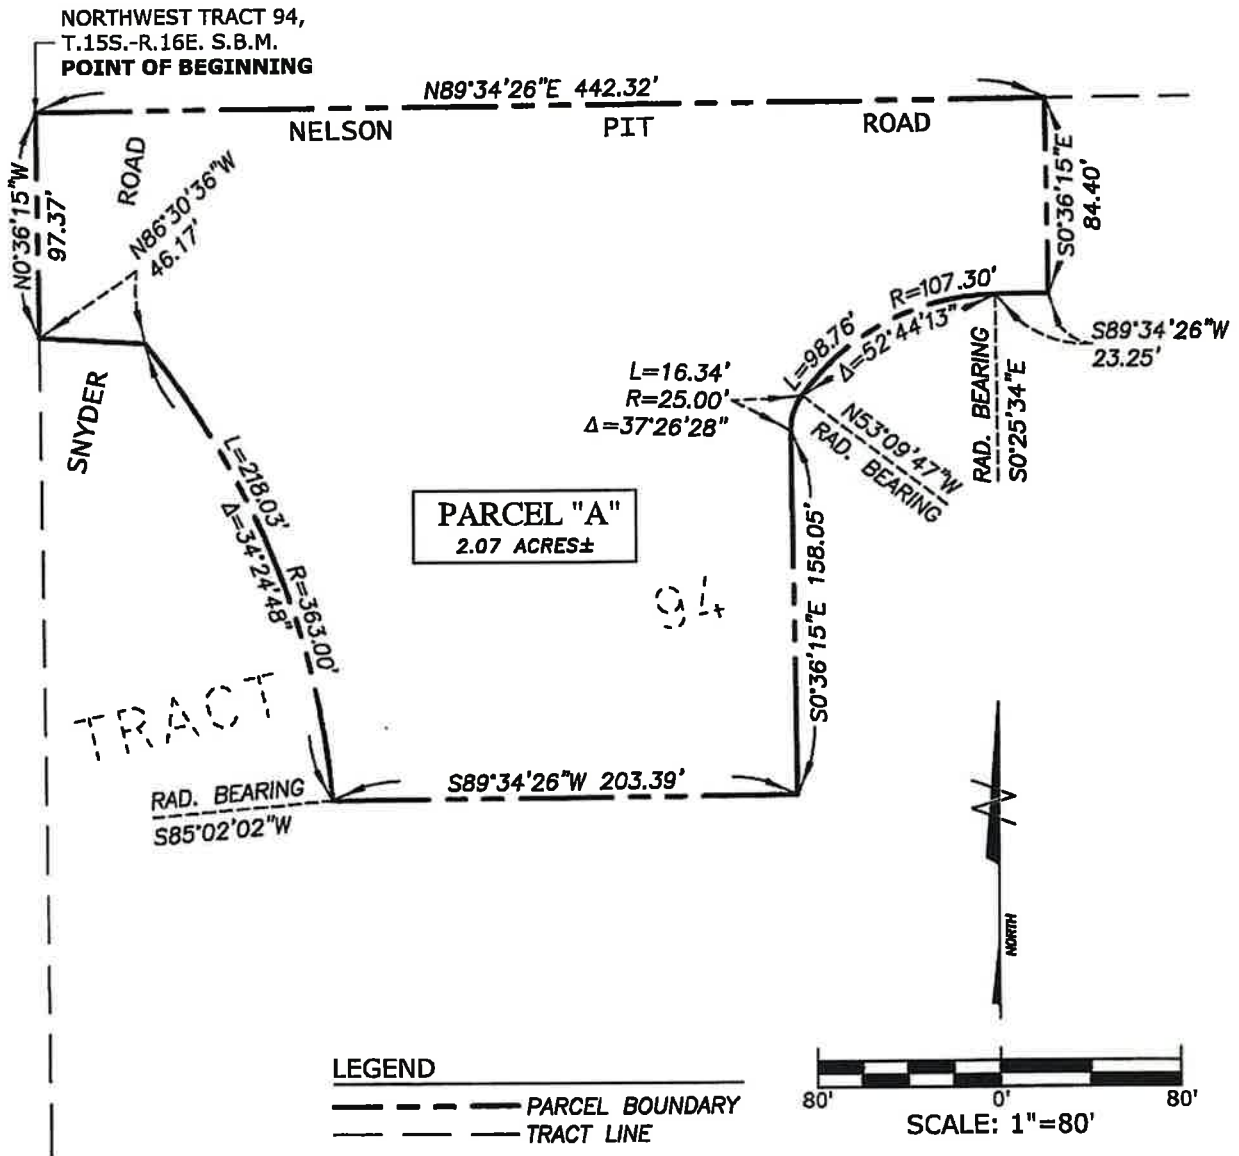 NORTHWEST TRACT 94,
T.15S.-R.16E. S.B.M.
POINT OF BEGINNING
N89°34'26"E 442.32'
NELSON PIT ROAD
N0°36'15"W
97.37'
ROAD
N86°30'36"W
46.17'
S0°36'15"E
84.40'
R=107.30'
L=98.76'
Δ=52°44'13"
S89°34'26"W
23.25'
L=16.34'
R=25.00'
Δ=37°26'28"
N53°09'47"W
RAD. BEARING
RAD. BEARING
S0°25'34"E
SNYDER
L=218.03'
Δ=34°24'48"
R=363.00'
PARCEL "A"
2.07 ACRES±
94
S0°36'15"E 158.05'
TRACT
S89°34'26"W 203.39'
RAD. BEARING
S85°02'02"W
N
NORTH
LEGEND
PARCEL BOUNDARY
TRACT LINE
80' 0' 80'
SCALE: 1"=80'